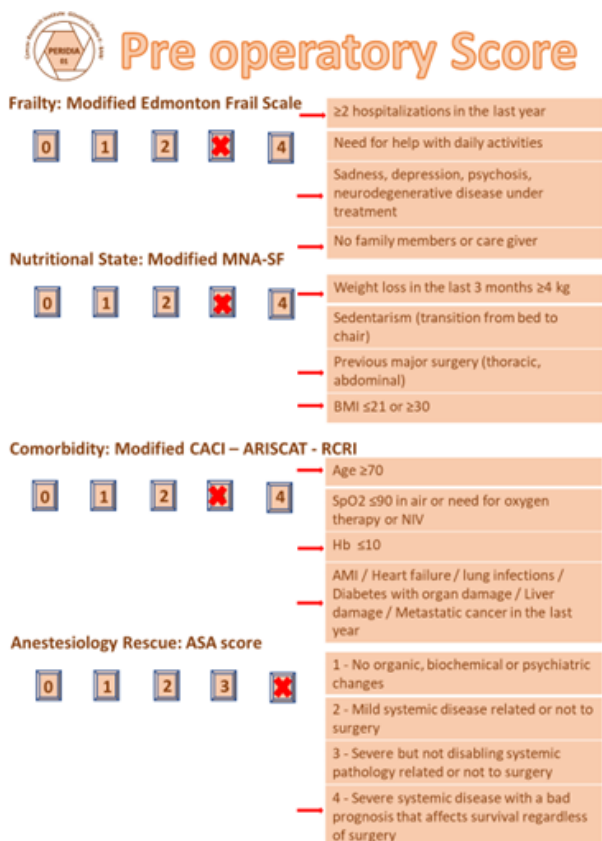 PERIDIA
01
Pre operatory Score
Frailty: Modified Edmonton Frail Scale
0 1 2 4
≥2 hospitalizations in the last year
Need for help with daily activities
Sadness, depression, psychosis,
neurodegenerative disease under
treatment
No family members or care giver
Nutritional State: Modified MNA-SF
0 1 2 4
Weight loss in the last 3 months ≥4 kg
Sedentarism (transition from bed to
chair)
Previous major surgery (thoracic,
abdominal)
BMI ≤21 or ≥30
Comorbidity: Modified CACI – ARISCAT - RCRI
0 1 2 4
Age ≥70
SpO2 ≤90 in air or need for oxygen
therapy or NIV
Hb ≤10
AMI / Heart failure / lung infections /
Diabetes with organ damage / Liver
damage / Metastatic cancer in the last
year
Anestesiology Rescue: ASA score
0 1 2 3
1 - No organic, biochemical or psychiatric
changes
2 - Mild systemic disease related or not to
surgery
3 - Severe but not disabling systemic
pathology related or not to surgery
4 - Severe systemic disease with a bad
prognosis that affects survival regardless
of surgery